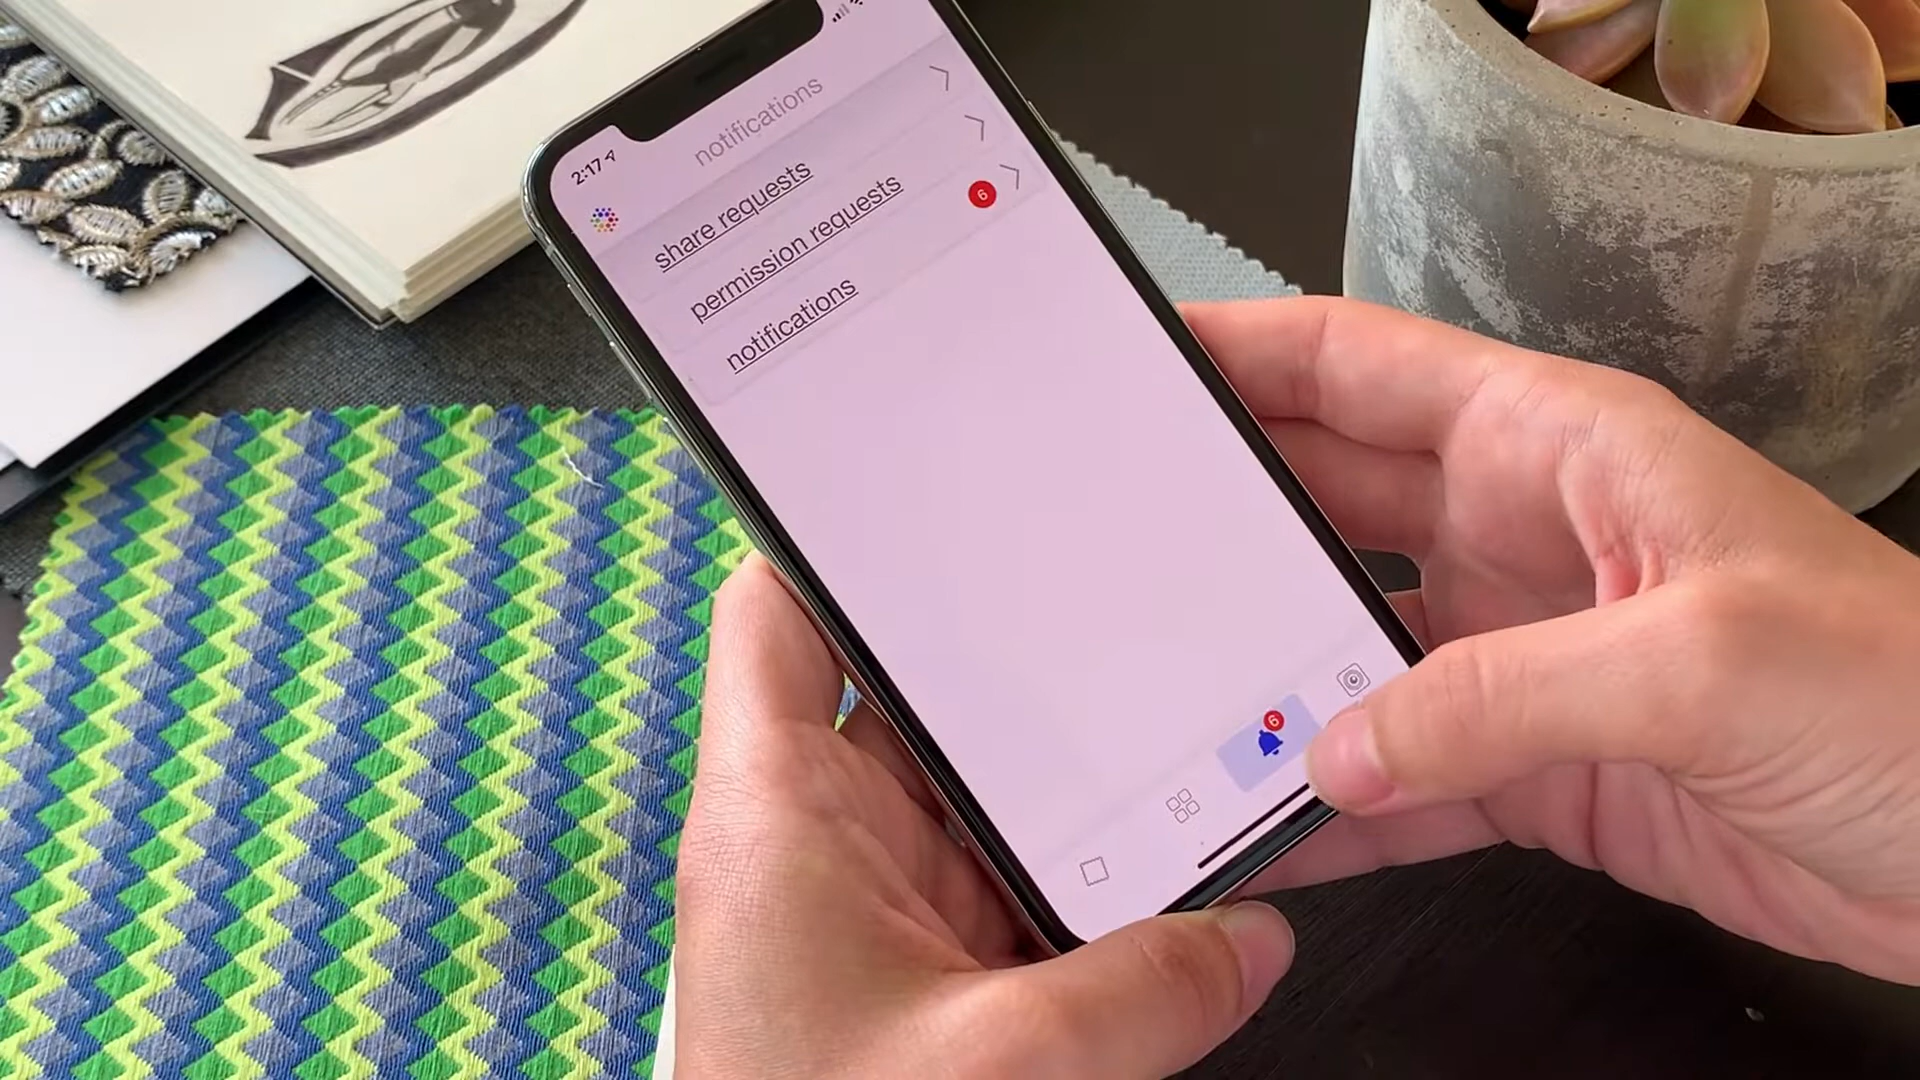 2:17
notifications
share requests
permission requests
notifications
6
6